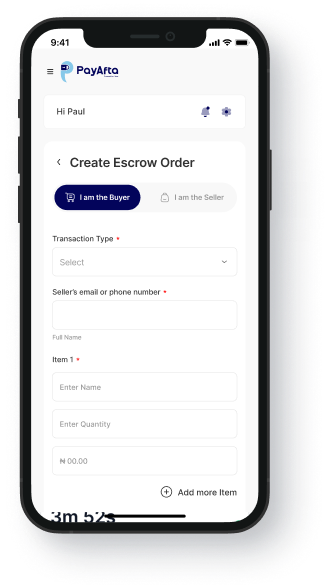 9:41
PayAfta
Hi Paul
Create Escrow Order
I am the Buyer
I am the Seller
Transaction Type *
Select
Seller's email or phone number *
Full Name
Item 1 *
Enter Name
Enter Quantity
₦ 00.00
Add more Item
3m 52s